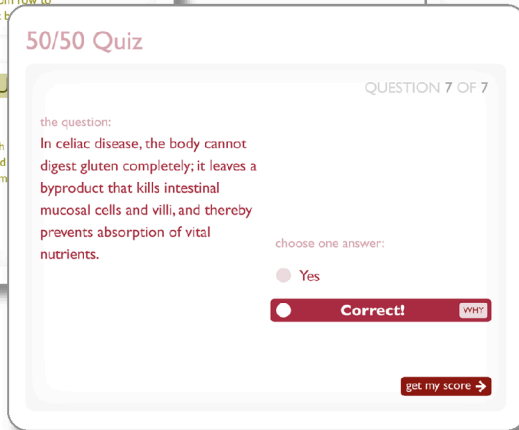 50/50 Quiz
QUESTION 7 OF 7
the question:
In celiac disease, the body cannot
digest gluten completely; it leaves a
byproduct that kills intestinal
mucosal cells and villi, and thereby
prevents absorption of vital
nutrients.
choose one answer:
Yes
Correct!
WHY
get my score →